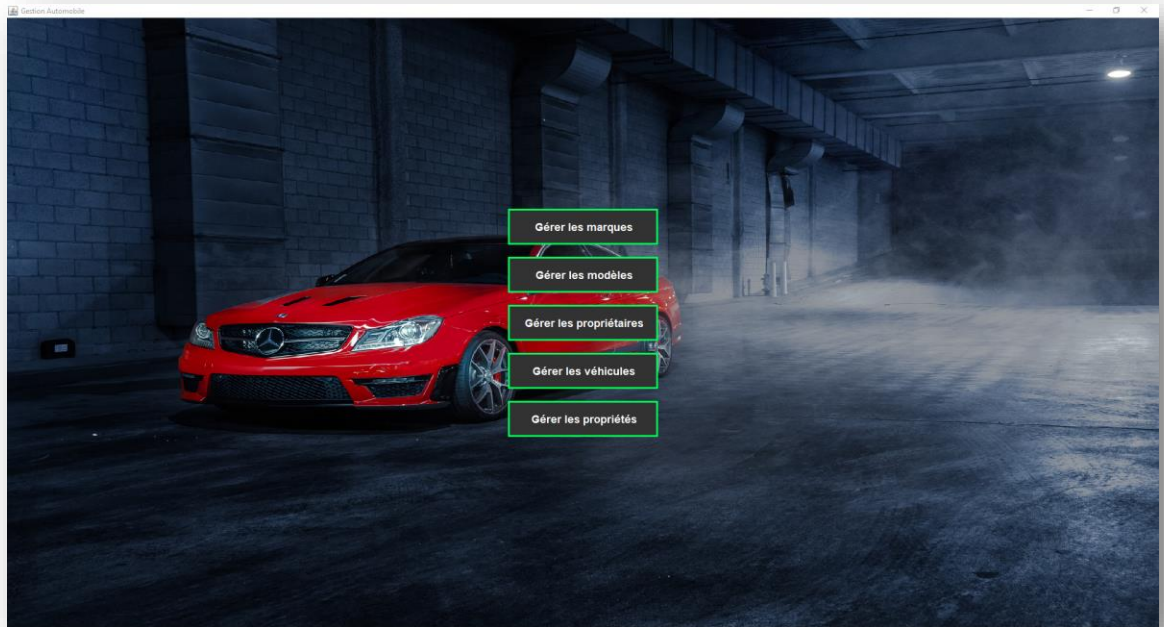 Gestion Automobile
Gérer les marques
Gérer les modèles
Gérer les propriétaires
Gérer les véhicules
Gérer les propriétés